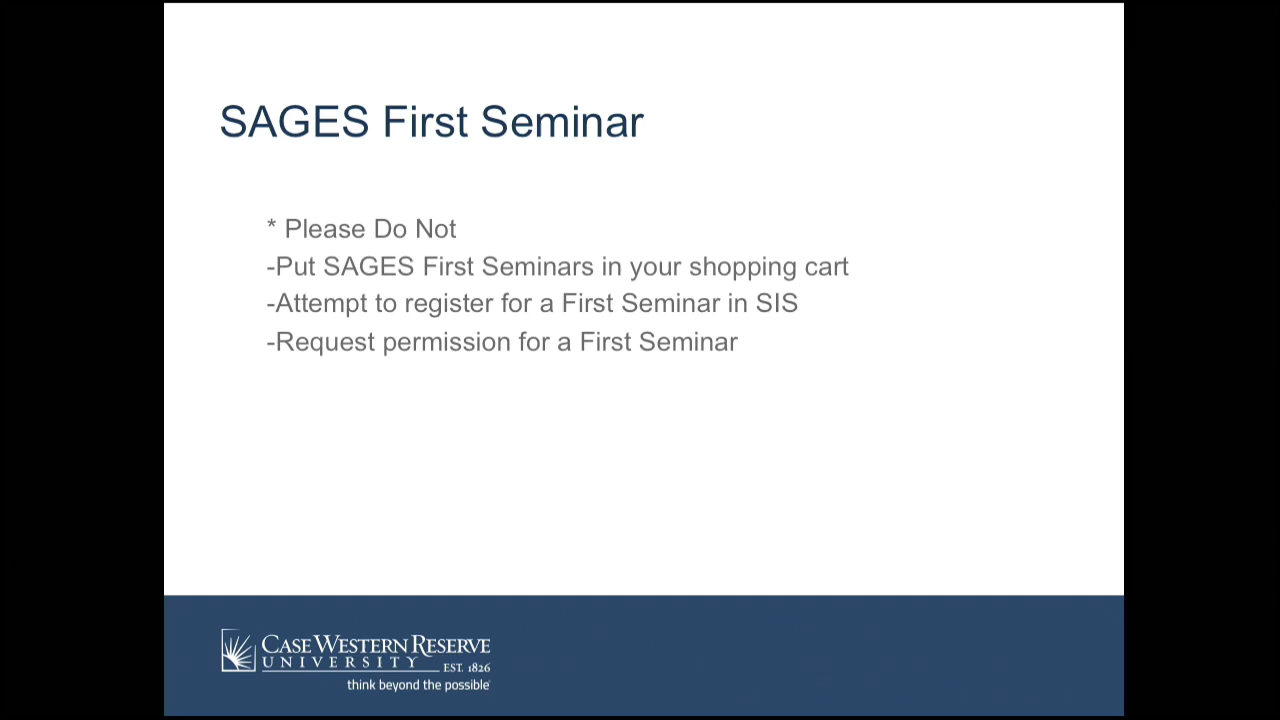 SAGES First Seminar
* Please Do Not
-Put SAGES First Seminars in your shopping cart
-Attempt to register for a First Seminar in SIS
-Request permission for a First Seminar
CASE WESTERN RESERVE
UNIVERSITY EST. 1826
think beyond the possible